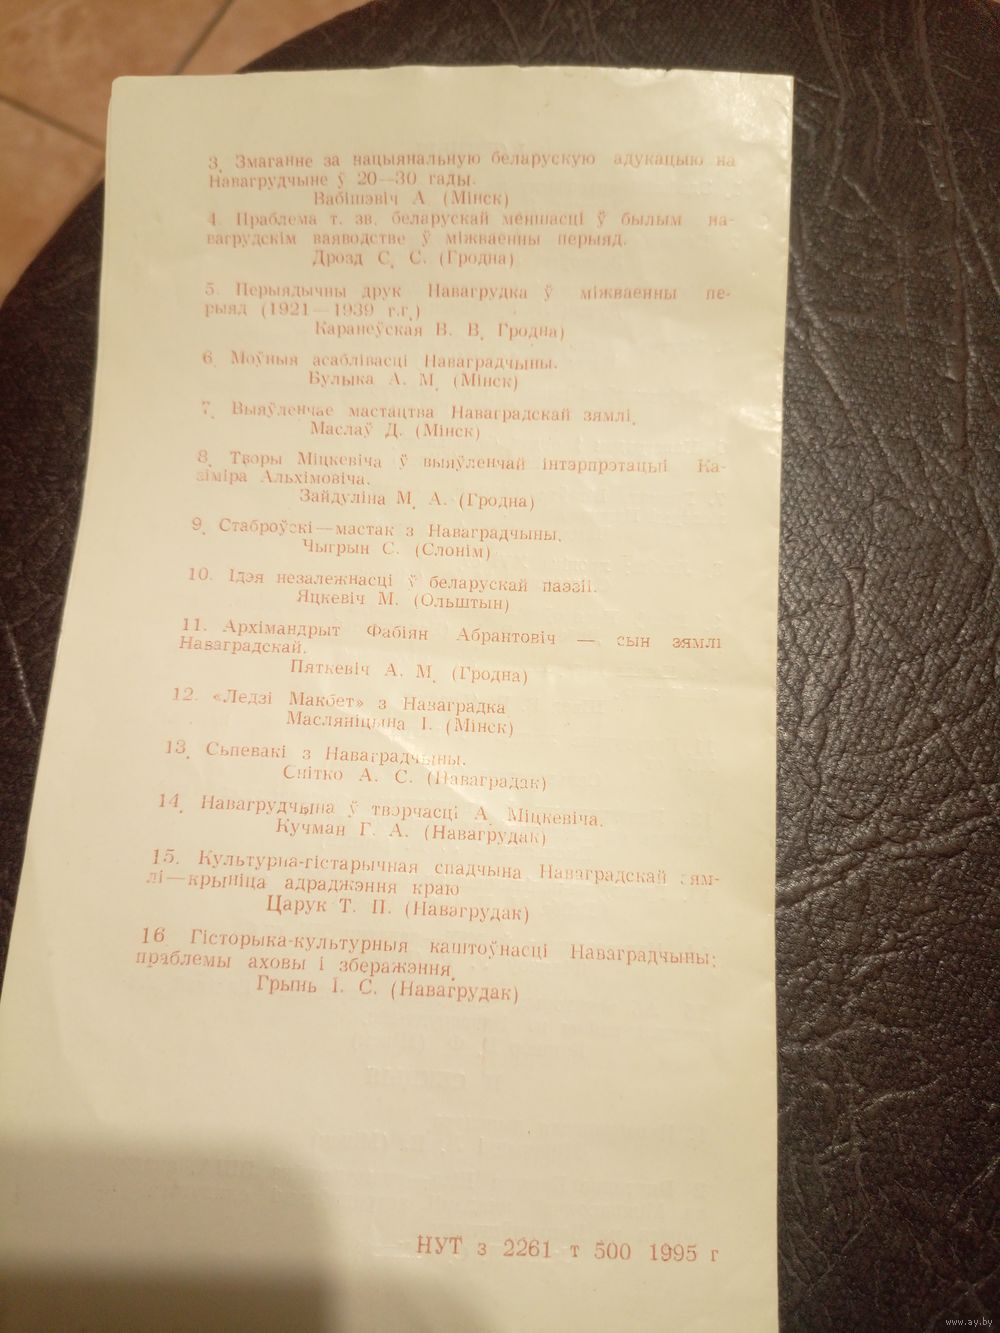 3. Змаганне за нацыянальную беларускую адукацыю на
Навагрудчыне ў 20—30 гады.
Вабішэвіч А. (Мінск)
4. Праблема т. зв. беларускай меншасці ў былым на-
вагрудскім ваяводстве ў міжваенны перыяд.
Дрозд С. С. (Гродна)
5. Перыядычны друк Навагрудка ў міжваенны пе-
рыяд (1921—1939 г.г.)
Каранеўская В. В. Гродна)
6. Моўныя асаблівасці Наваградчыны.
Булыка А. М. (Мінск)
7. Выяўленчае мастацтва Наваградскай зямлі.
Маслаў Д. (Мінск)
8. Творы Міцкевіча ў выяўленчай інтэрпрэтацыі Ка-
зіміра Альхімовіча.
Зайдуліна М. А. (Гродна)
9. Стаброўскі—мастак з Наваградчыны.
Чыгрын С. (Слонім)
10. Ідэя незалежнасці ў беларускай паэзіі.
Яцкевіч М. (Ольштын)
11. Архімандрыт Фабіян Абрантовіч — сын зямлі
Наваградскай.
Пяткевіч А. М. (Гродна)
12. «Ледзі Макбет» з Наваградка
Масляніцына І. (Мінск)
13. Сьпевакі з Наваградчыны.
Снітко А. С. (Наваградак)
14. Навагрудчына ў творчасці А. Міцкевіча.
Кучман Г. А. (Навагрудак)
15. Культурна-гістарычная спадчына Наваградскай зям-
лі—крыніца адраджэння краю
Царук Т. П. (Навагрудак)
16 Гісторыка-культурныя каштоўнасці Наваградчыны:
праблемы аховы і зберажэння.
Грынь І. С. (Навагрудак)
НУТ з 2261 т 500 1995 г
www.ay.by